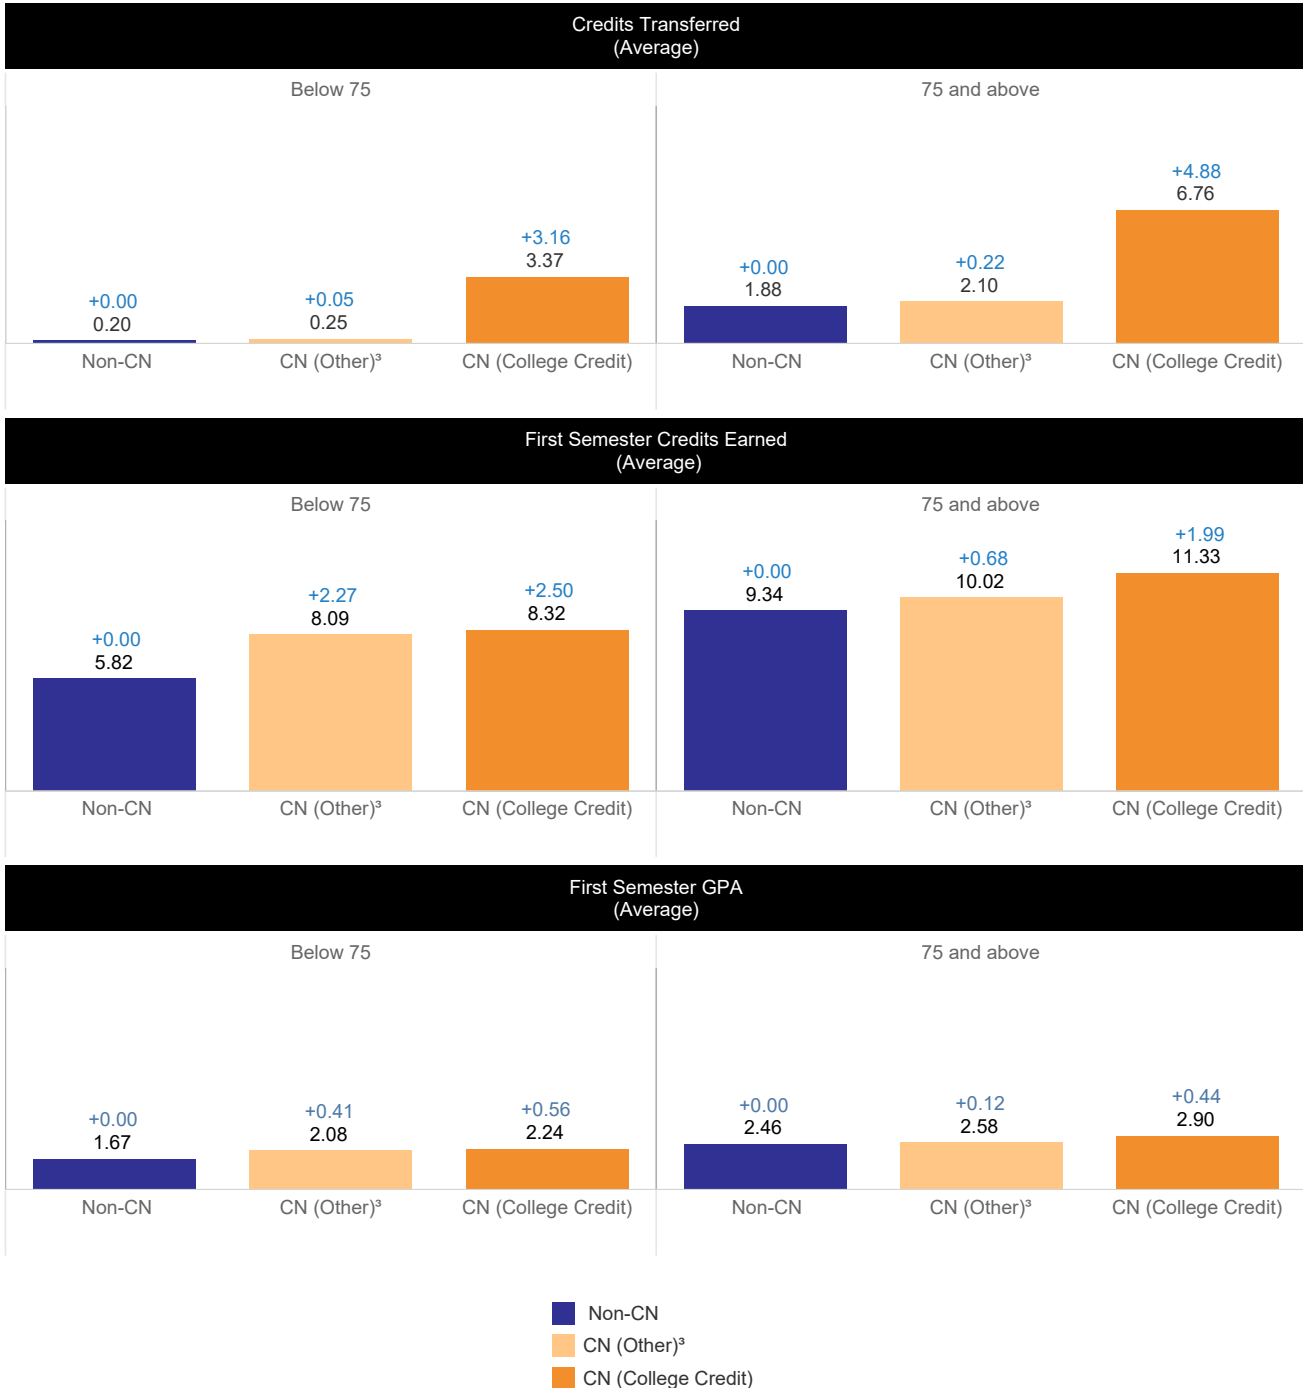 Credits Transferred
(Average)
Below 75
75 and above
+0.00
0.20
+0.05
0.25
+3.16
3.37
+0.00
1.88
+0.22
2.10
+4.88
6.76
Non-CN
CN (Other)³
CN (College Credit)
Non-CN
CN (Other)³
CN (College Credit)
First Semester Credits Earned
(Average)
Below 75
75 and above
+0.00
5.82
+2.27
8.09
+2.50
8.32
+0.00
9.34
+0.68
10.02
+1.99
11.33
Non-CN
CN (Other)³
CN (College Credit)
Non-CN
CN (Other)³
CN (College Credit)
First Semester GPA
(Average)
Below 75
75 and above
+0.00
1.67
+0.41
2.08
+0.56
2.24
+0.00
2.46
+0.12
2.58
+0.44
2.90
Non-CN
CN (Other)³
CN (College Credit)
Non-CN
CN (Other)³
CN (College Credit)
Non-CN
CN (Other)³
CN (College Credit)